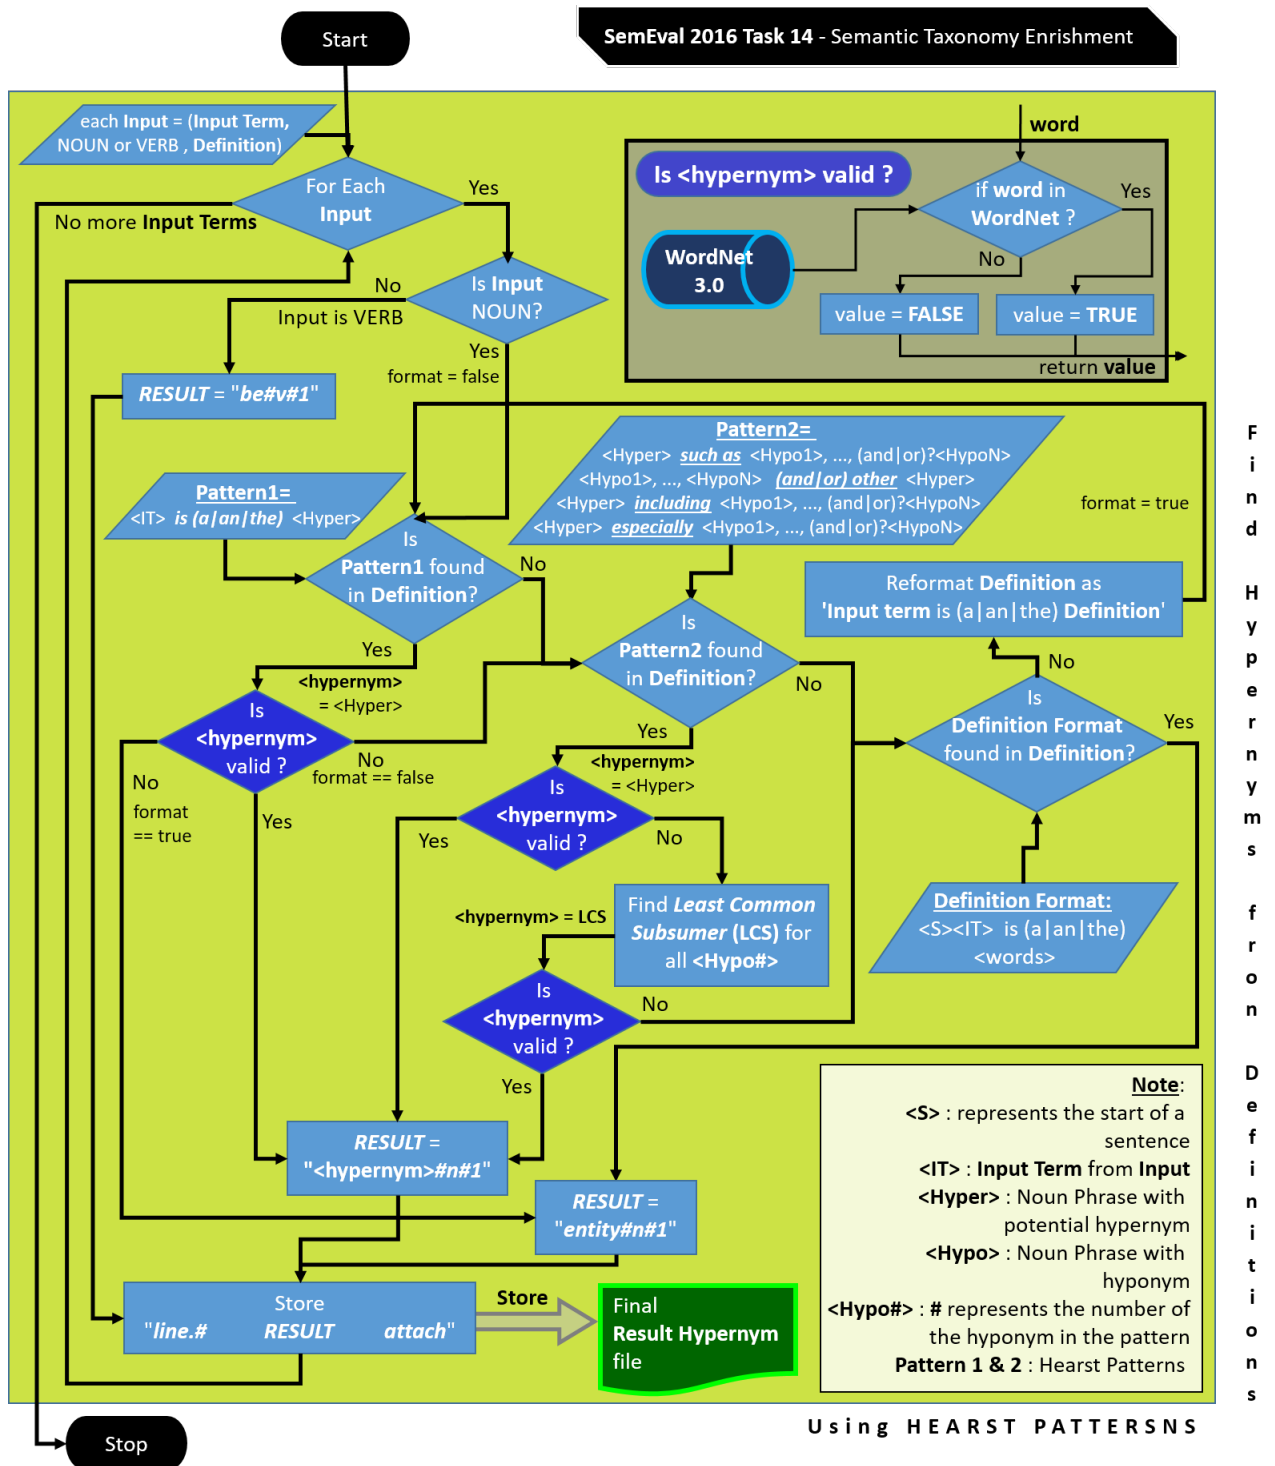 Start
SemEval 2016 Task 14 - Semantic Taxonomy Enrishment
each Input = (Input Term,
NOUN or VERB , Definition)
For Each
Input
Yes
No more Input Terms
Is Input
NOUN?
No
Input is VERB
Yes
format = false
RESULT = "be#v#1"
word
Is <hypernym> valid ?
if word in
WordNet ?
Yes
No
WordNet
3.0
value = FALSE
value = TRUE
return value
Pattern1=
<IT> is (a|an|the) <Hyper>
Pattern2=
<Hyper> such as <Hypo1>, ..., (and|or)?<HypoN>
<Hypo1>, ..., <HypoN> (and|or) other <Hyper>
<Hyper> including <Hypo1>, ..., (and|or)?<HypoN>
<Hyper> especially <Hypo1>, ..., (and|or)?<HypoN>
format = true
Is
Pattern1 found
in Definition?
No
Yes
<hypernym>
= <Hyper>
Is
Pattern2 found
in Definition?
No
Yes
<hypernym>
= <Hyper>
Reformat Definition as
'Input term is (a|an|the) Definition'
No
Is
Definition Format
found in Definition?
Yes
Is
<hypernym>
valid ?
No
format == false
No
format
== true
Yes
Is
<hypernym>
valid ?
Yes
No
Find Least Common
Subsumer (LCS) for
all <Hypo#>
<hypernym> = LCS
Definition Format:
<S><IT> is (a|an|the)
<words>
Is
<hypernym>
valid ?
No
Yes
RESULT =
"<hypernym>#n#1"
RESULT =
"entity#n#1"
Store
"line.# RESULT attach"
Store
Final
Result Hypernym
file
Note:
<S> : represents the start of a
sentence
<IT> : Input Term from Input
<Hyper> : Noun Phrase with
potential hypernym
<Hypo> : Noun Phrase with
hyponym
<Hypo#> : # represents the number of
the hyponym in the pattern
Pattern 1 & 2 : Hearst Patterns
Stop
Find Hypernyms fron Definitions
Using HEARST PATTERSNS